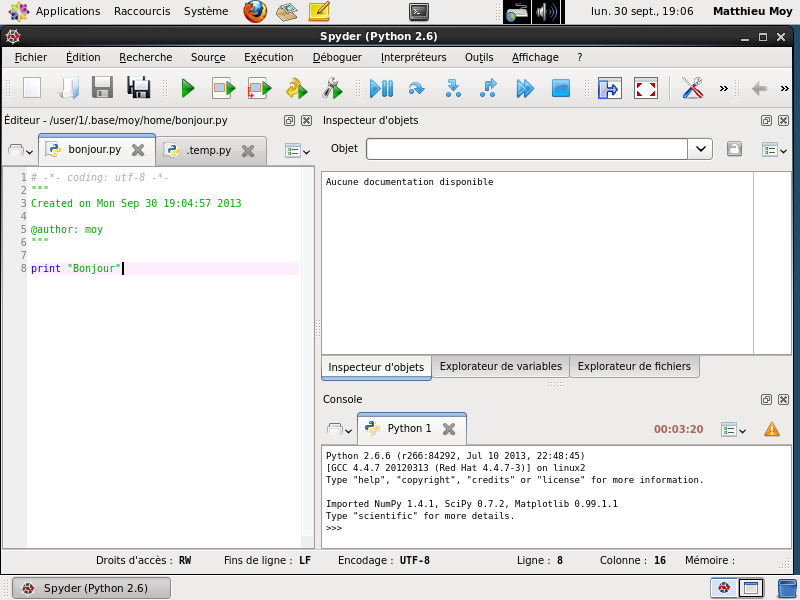 Applications Raccourcis Système lun. 30 sept., 19:06 Matthieu Moy
Spyder (Python 2.6)
Fichier Édition Recherche Source Exécution Déboguer Interpréteurs Outils Affichage ?
» »
Éditeur - /user/1/.base/moy/home/bonjour.py
bonjour.py .temp.py
1 # -*- coding: utf-8 -*-
2 """
3 Created on Mon Sep 30 19:04:57 2013
4
5 @author: moy
6 """
7
8 print "Bonjour"
Inspecteur d'objets
Objet
Aucune documentation disponible
Inspecteur d'objets Explorateur de variables Explorateur de fichiers
Console
Python 1 00:03:20
Python 2.6.6 (r266:84292, Jul 10 2013, 22:48:45)
[GCC 4.4.7 20120313 (Red Hat 4.4.7-3)] on linux2
Type "help", "copyright", "credits" or "license" for more information.
Imported NumPy 1.4.1, SciPy 0.7.2, Matplotlib 0.99.1.1
Type "scientific" for more details.
>>>
Droits d'accès : RW Fins de ligne : LF Encodage : UTF-8 Ligne : 8 Colonne : 16 Mémoire :
Spyder (Python 2.6)